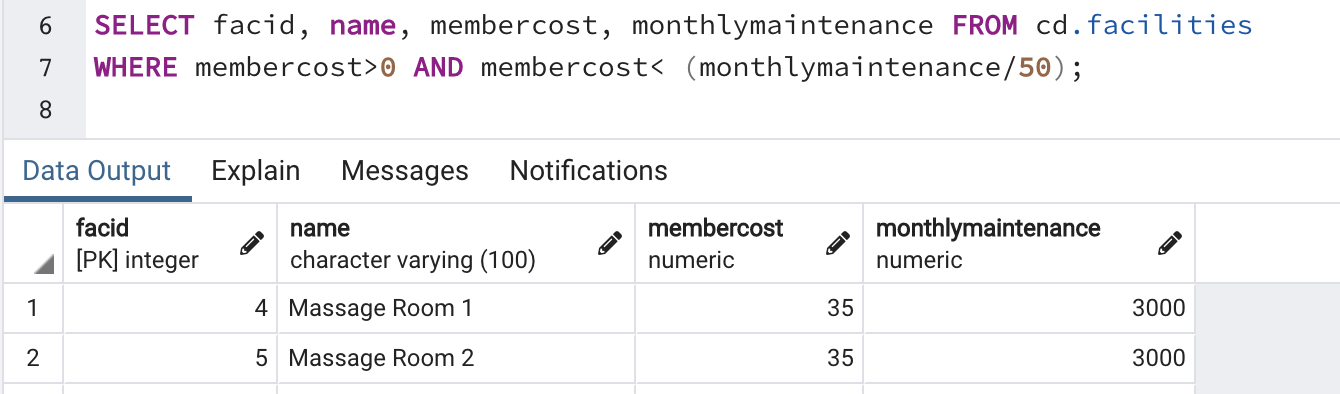 6 SELECT facid, name, membercost, monthlymaintenance FROM cd.facilities
7 WHERE membercost>0 AND membercost< (monthlymaintenance/50);
8
Data Output Explain Messages Notifications
facid name membercost monthlymaintenance
[PK] integer character varying (100) numeric numeric
1 4 Massage Room 1 35 3000
2 5 Massage Room 2 35 3000